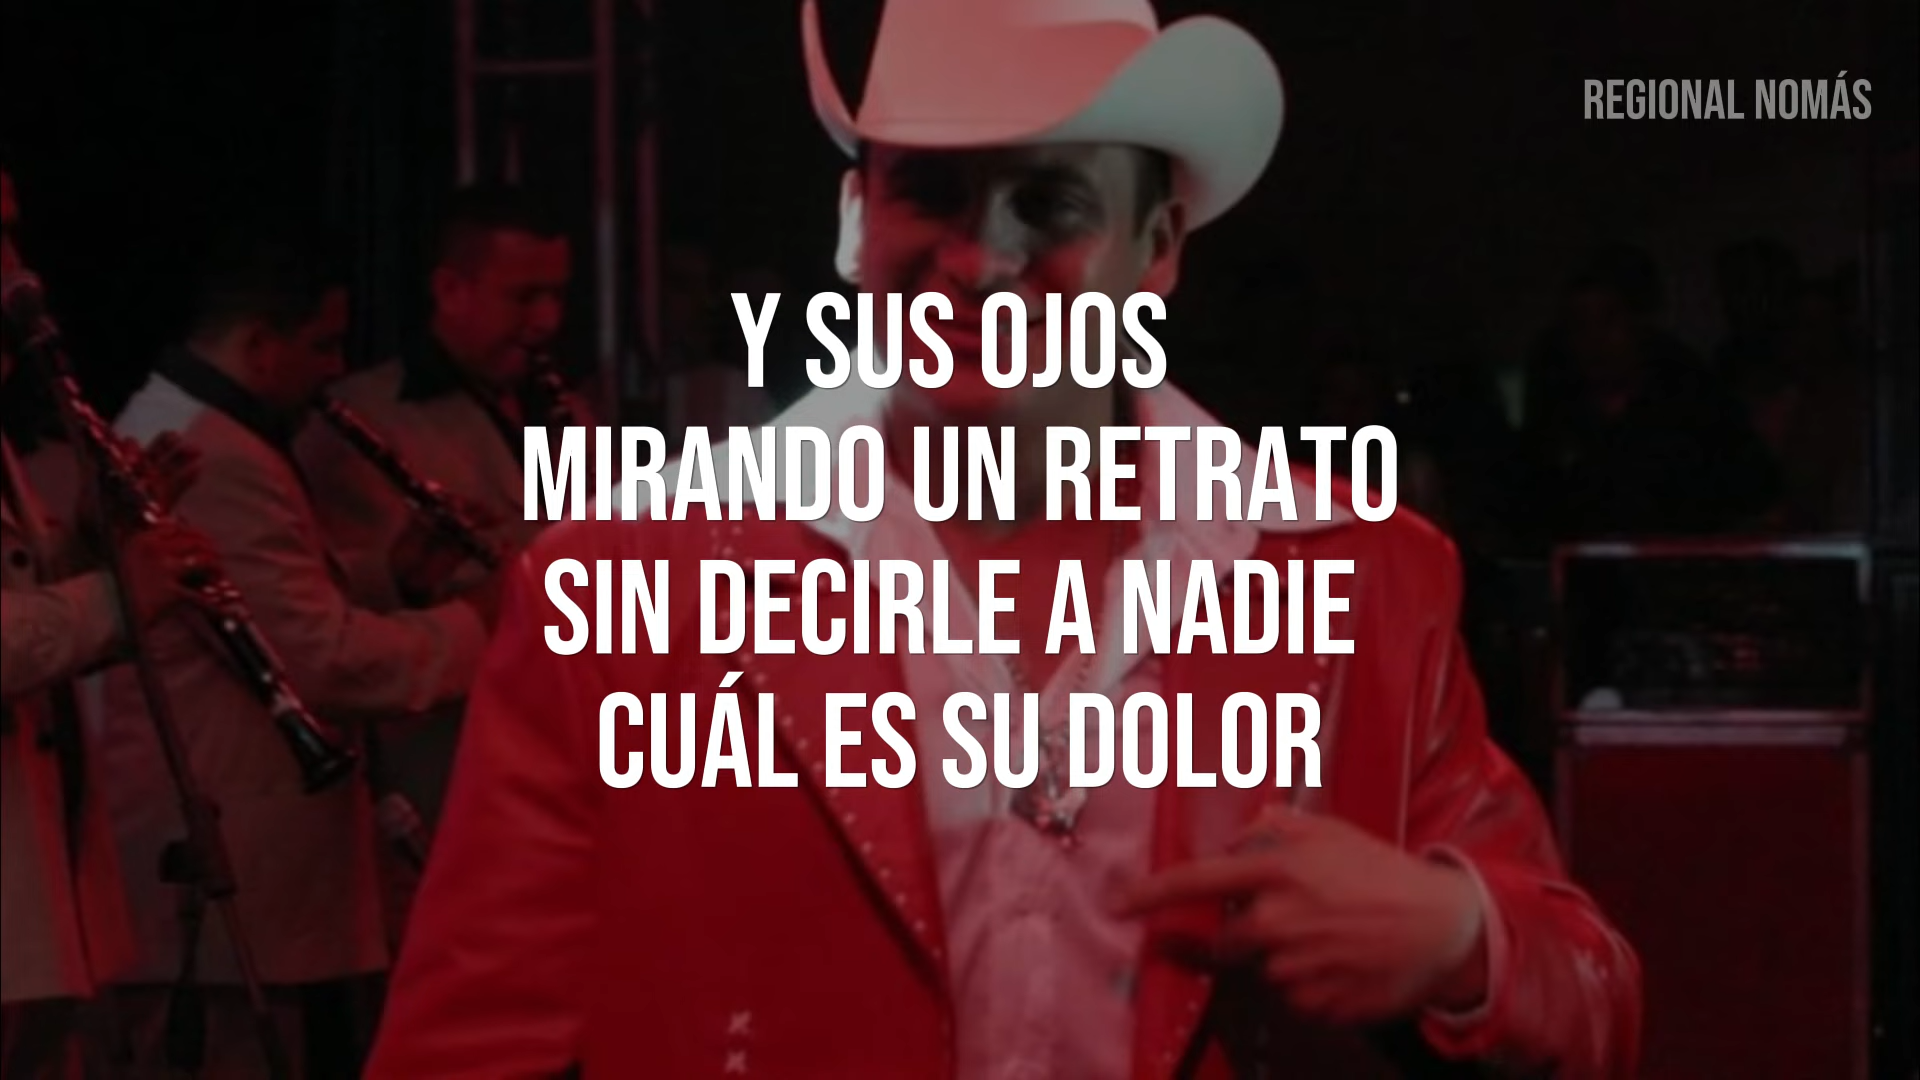 REGIONAL NOMÁS
Y SUS OJOS
MIRANDO UN RETRATO
SIN DECIRLE A NADIE
CUÁL ES SU DOLOR